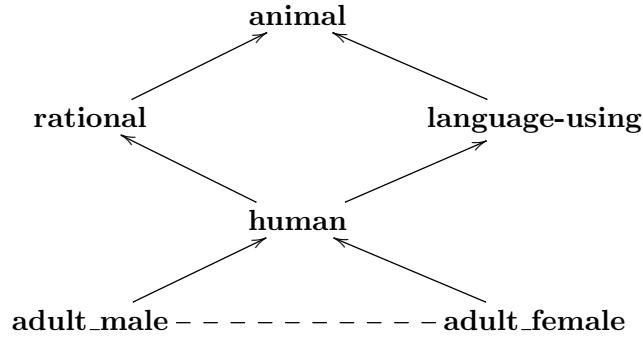 animal
rational language-using
human
adult_male adult_female